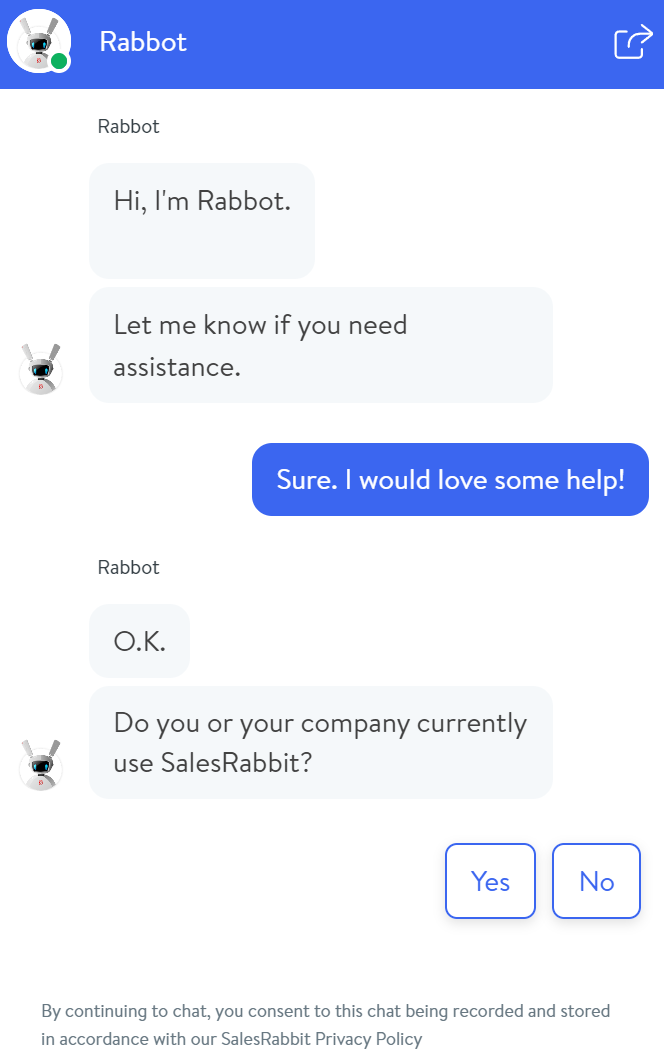 Rabbot
Rabbot
Hi, I'm Rabbot.
Let me know if you need
assistance.
Sure. I would love some help!
Rabbot
O.K.
Do you or your company currently
use SalesRabbit?
Yes No
By continuing to chat, you consent to this chat being recorded and stored
in accordance with our SalesRabbit Privacy Policy